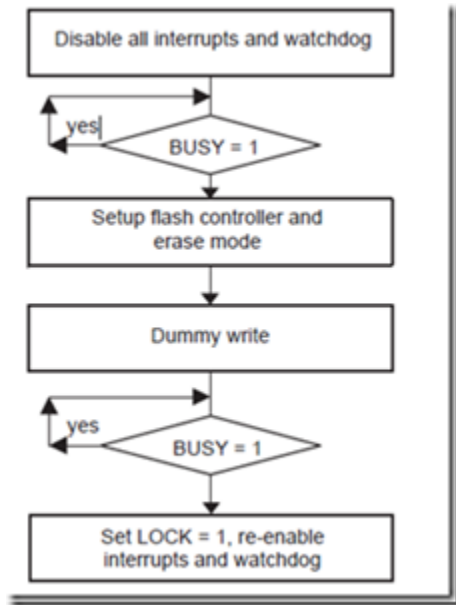 Disable all interrupts and watchdog
yes
BUSY = 1
Setup flash controller and
erase mode
Dummy write
yes
BUSY = 1
Set LOCK = 1, re-enable
interrupts and watchdog